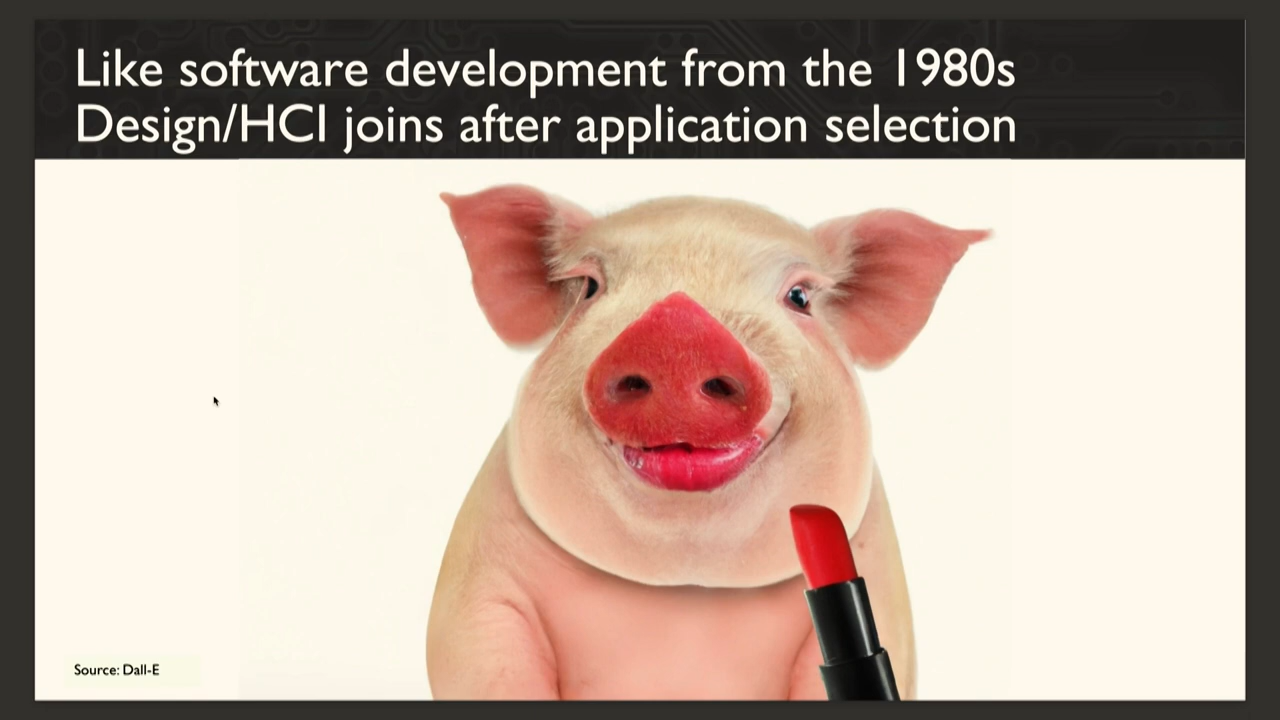 Like software development from the 1980s
Design/HCI joins after application selection
Source: Dall-E